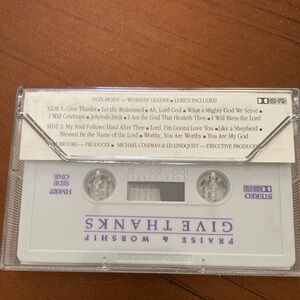 DON MOEN — WORSHIP LEADER • LYRICS INCLUDED
SIDE 1: Give Thanks • Let the Redeemed • Ah, Lord God • What a Mighty God We Serve •
I Will Celebrate • Jehovah-Jireh • I Am the God That Healeth Thee • I Will Bless the Lord
SIDE 2: My Soul Follows Hard After Thee • Lord, I'm Gonna Love You • Like a Shepherd •
Blessed Be the Name of the Lord • Worthy, You Are Worthy • You Are My God
BROOKS — PRODUCER • MICHAEL COLEMAN & ED LINDQUIST — EXECUTIVE PRODUCER
STEREO
HM007
SIDE
ONE
PRAISE & WORSHIP
GIVE THANKS